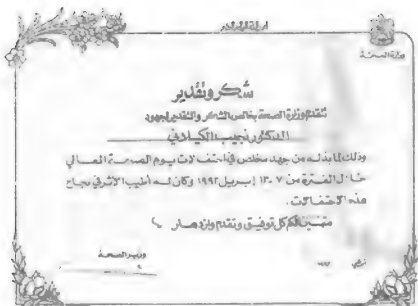 وزارة الصحة
شكر وتقدير
تتقدم وزارة الصحة بخالص الشكر والتقدير لجهود
الدكتور نجيب الكيلاني
وذلك لما بذله من جهد مخلص في احتفالات يوم الصحة العالمي
خلال الفترة من ٧-١٣ إبريل ١٩٩٢ وكان له أطيب الأثر في نجاح
هذه الاحتفالات.
متمنين لكم كل توفيق وتقدم وازدهار
وزير الصحة